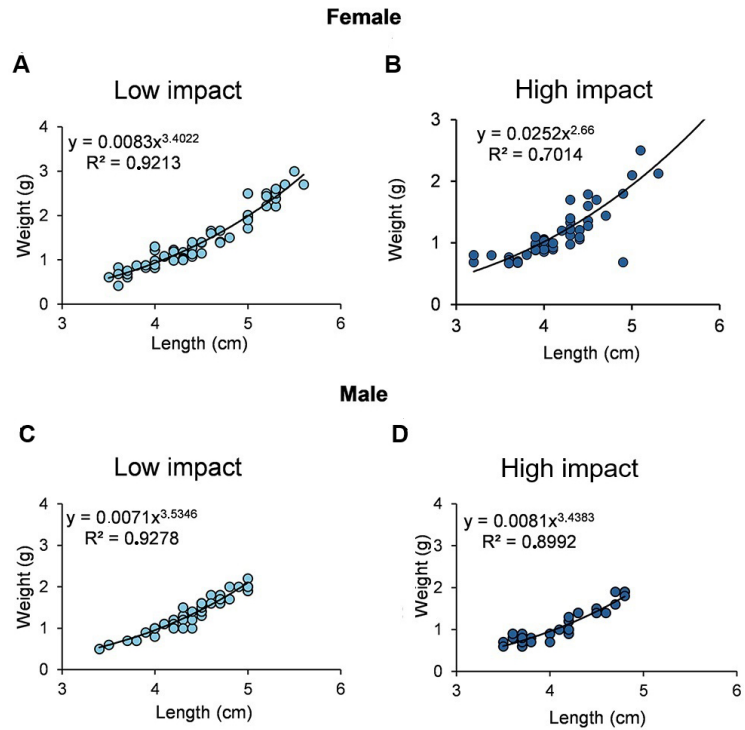 Female
A
Low impact
y = 0.0083x^3.4022
R² = 0.9213
4
3
2
1
0
Weight (g)
3 4 5 6
Length (cm)
B
High impact
y = 0.0252x^2.66
R² = 0.7014
3
2
1
0
Weight (g)
3 4 5 6
Length (cm)
Male
C
Low impact
y = 0.0071x^3.5346
R² = 0.9278
4
3
2
1
0
Weight (g)
3 4 5 6
Length (cm)
D
High impact
y = 0.0081x^3.4383
R² = 0.8992
4
3
2
1
0
Weight (g)
3 4 5 6
Length (cm)